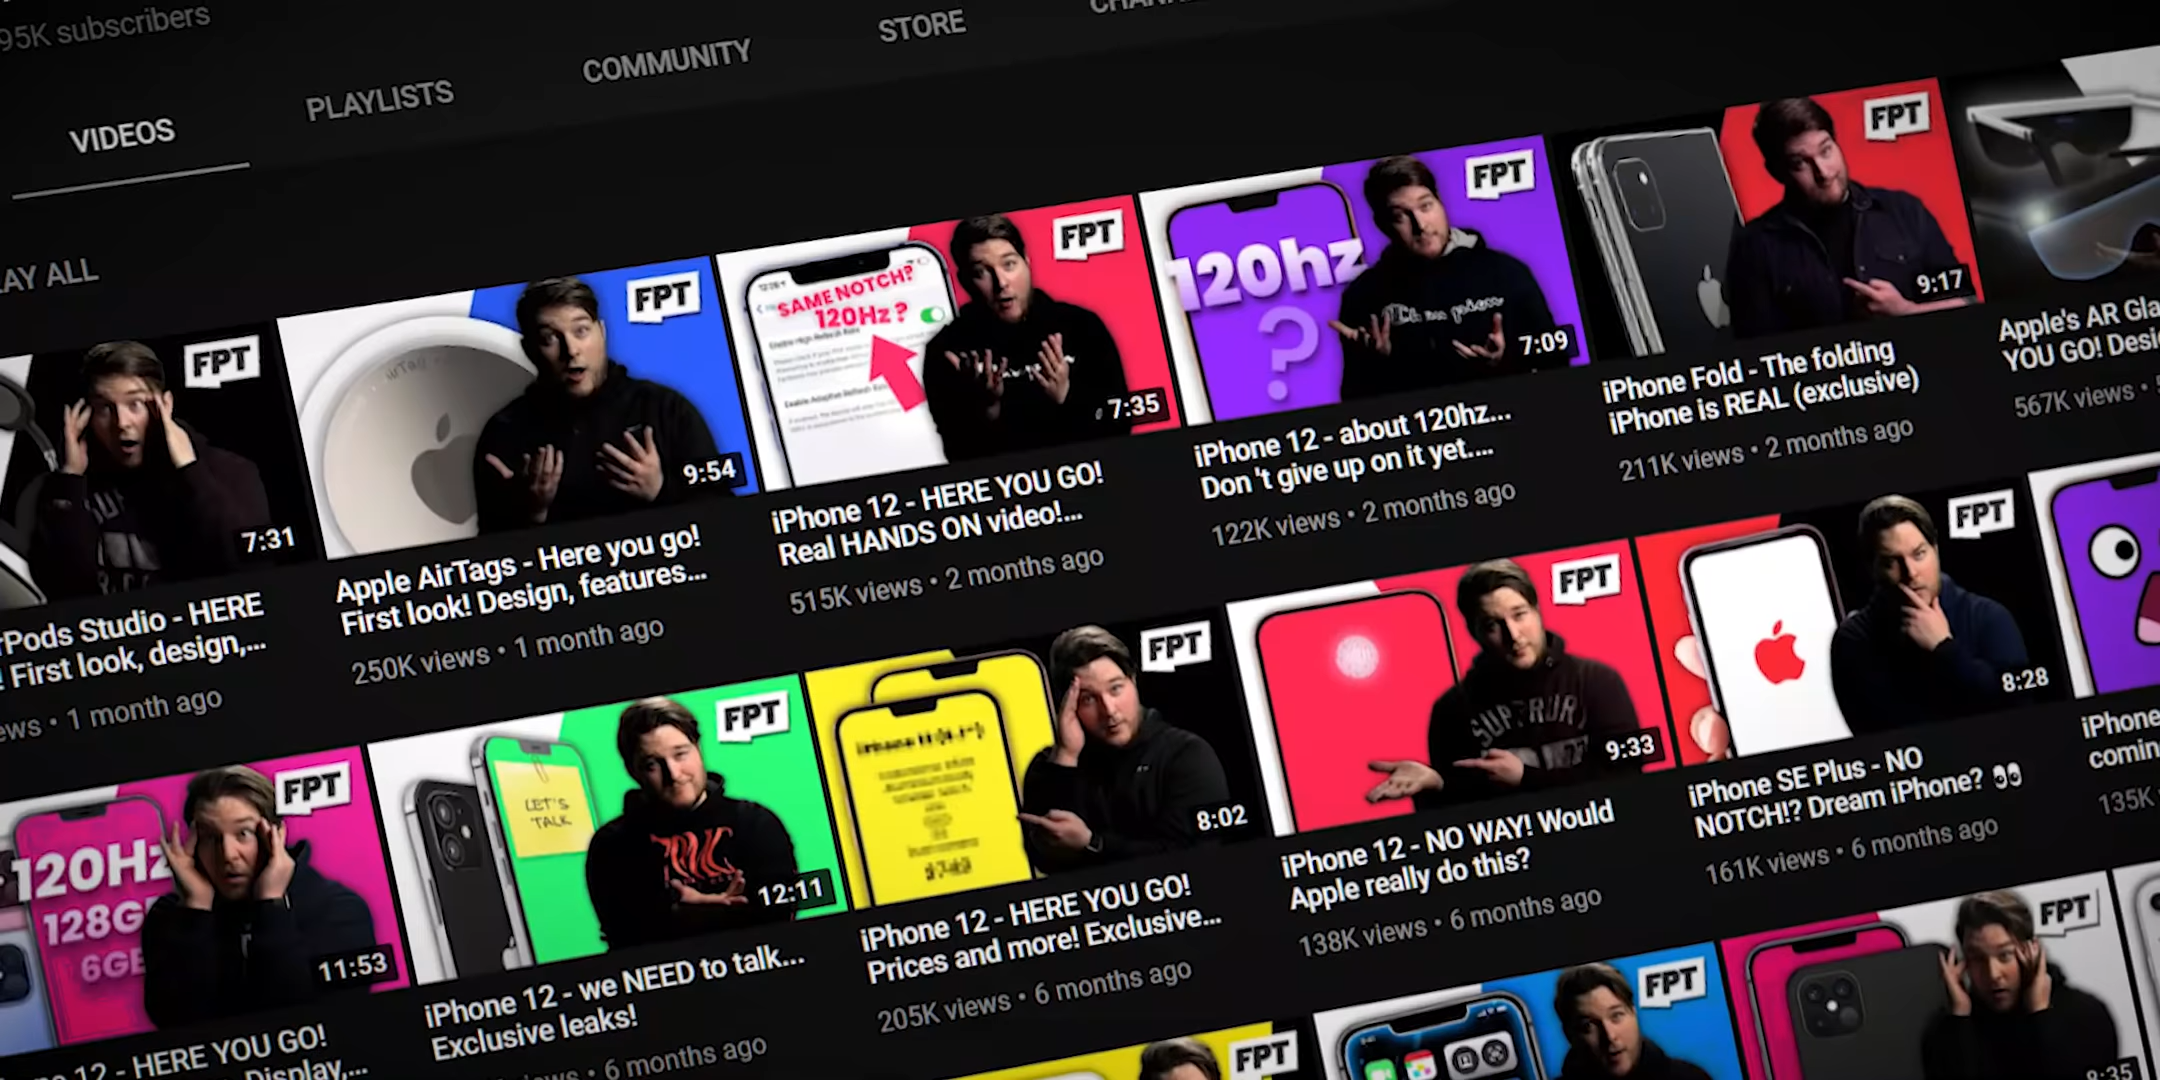 95K subscribers
VIDEOS
PLAYLISTS
COMMUNITY
STORE
AY ALL
FPT
7:31
rPods Studio - HERE
! First look, design,...
ews • 1 month ago
FPT
9:54
Apple AirTags - Here you go!
First look! Design, features...
250K views • 1 month ago
SAME NOTCH?
120Hz?
FPT
7:35
iPhone 12 - HERE YOU GO!
Real HANDS ON video!...
515K views • 2 months ago
120hz
?
FPT
7:09
iPhone 12 - about 120hz...
Don 't give up on it yet....
122K views • 2 months ago
FPT
9:17
iPhone Fold - The folding
iPhone is REAL (exclusive)
211K views • 2 months ago
Apple's AR Gla
YOU GO! Desi
567K views •
120Hz
128G
6GB
FPT
11:53
12 - HERE YOU GO!
Display,...
LET'S
TALK
FPT
12:11
iPhone 12 - we NEED to talk...
Exclusive leaks!
ews • 6 months ago
FPT
8:02
iPhone 12 - HERE YOU GO!
Prices and more! Exclusive...
205K views • 6 months ago
FPT
9:33
iPhone 12 - NO WAY! Would
Apple really do this?
138K views • 6 months ago
FPT
8:28
iPhone SE Plus - NO
NOTCH!? Dream iPhone? 👀
161K views • 6 months ago
iPhone
comin
135K
FPT
FPT
FPT
8:35